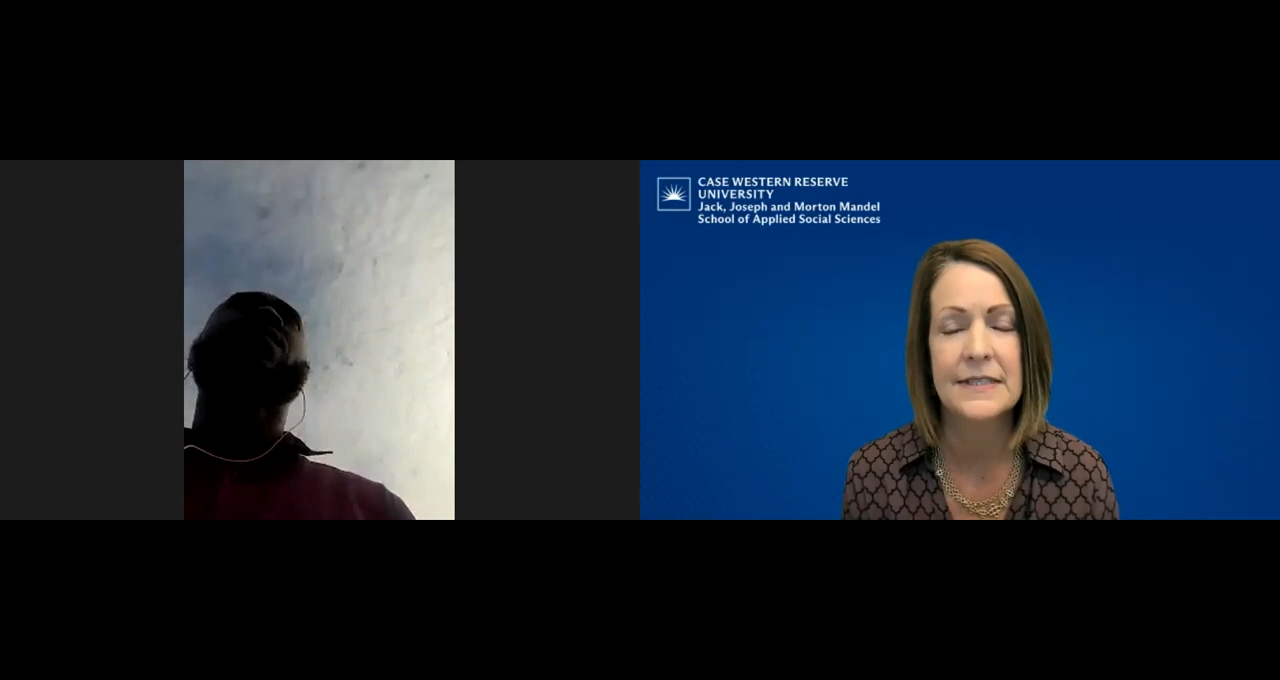 CASE WESTERN RESERVE
UNIVERSITY
Jack, Joseph and Morton Mandel
School of Applied Social Sciences